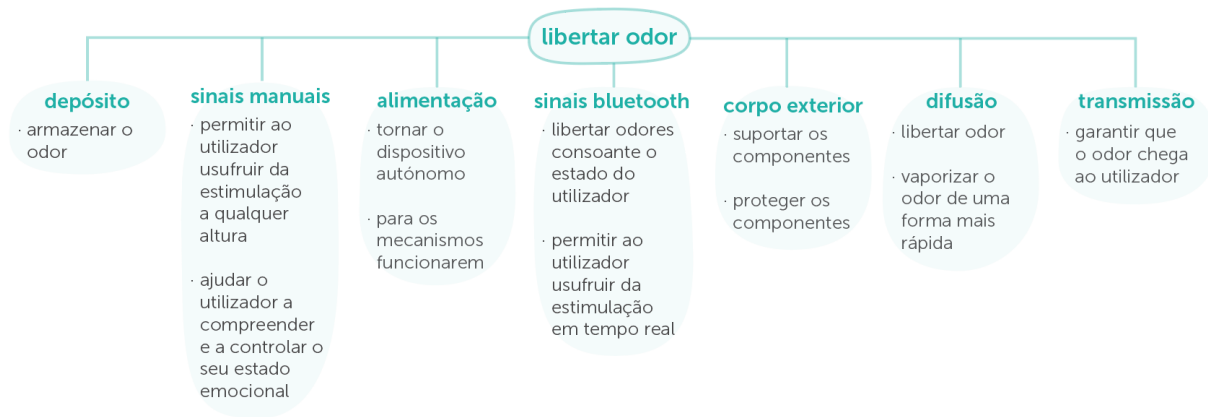 libertar odor
depósito
· armazenar o
odor
sinais manuais
· permitir ao
utilizador
usufruir da
estimulação
a qualquer
altura
· ajudar o
utilizador a
compreender
e a controlar o
seu estado
emocional
alimentação
· tornar o
dispositivo
autónomo
· para os
mecanismos
funcionarem
sinais bluetooth
· libertar odores
consoante o
estado do
utilizador
· permitir ao
utilizador
usufruir da
estimulação
em tempo real
corpo exterior
· suportar os
componentes
· proteger os
componentes
difusão
· libertar odor
· vaporizar o
odor de uma
forma mais
rápida
transmissão
· garantir que
o odor chega
ao utilizador